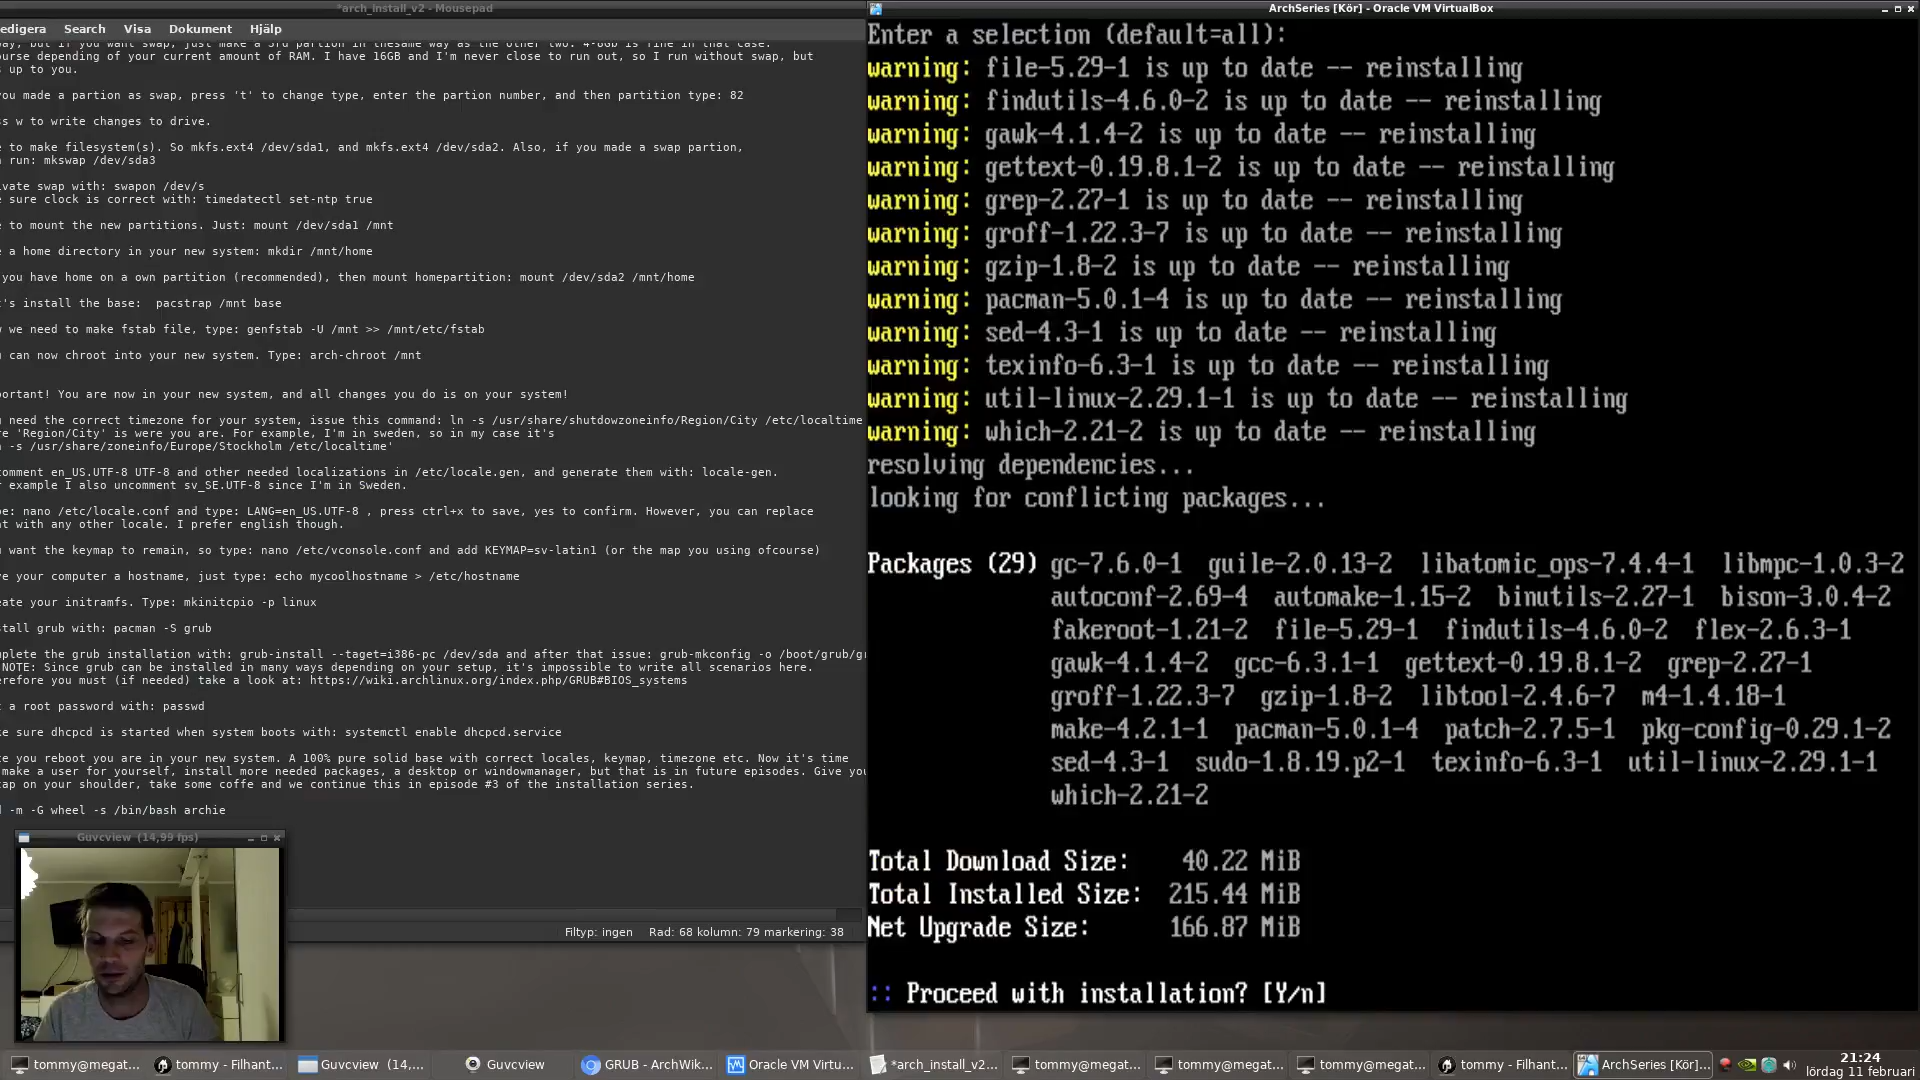 *arch_install_v2 - Mousepad
edigera Search Visa Dokument Hjälp
ay, but if you want swap, just make a 3rd partion in thesame way as the other two. 4-6Gb is fine in that case.
urse depending of your current amount of RAM. I have 16GB and I'm never close to run out, so I run without swap, but
s up to you.
you made a partion as swap, press 't' to change type, enter the partion number, and then partition type: 82
ss w to write changes to drive.
e to make filesystem(s). So mkfs.ext4 /dev/sda1, and mkfs.ext4 /dev/sda2. Also, if you made a swap partion,
run: mkswap /dev/sda3
ivate swap with: swapon /dev/s
e sure clock is correct with: timedatectl set-ntp true
e to mount the new partitions. Just: mount /dev/sda1 /mnt
e a home directory in your new system: mkdir /mnt/home
you have home on a own partition (recommended), then mount homepartition: mount /dev/sda2 /mnt/home
t's install the base:  pacstrap /mnt base
w we need to make fstab file, type: genfstab -U /mnt >> /mnt/etc/fstab
u can now chroot into your new system. Type: arch-chroot /mnt
portant! You are now in your new system, and all changes you do is on your system!
u need the correct timezone for your system, issue this command: ln -s /usr/share/shutdowzoneinfo/Region/City /etc/localtime
re 'Region/City' is were you are. For example, I'm in sweden, so in my case it's
n -s /usr/share/zoneinfo/Europe/Stockholm /etc/localtime'
comment en_US.UTF-8 UTF-8 and other needed localizations in /etc/locale.gen, and generate them with: locale-gen.
r example I also uncomment sv_SE.UTF-8 since I'm in Sweden.
pe: nano /etc/locale.conf and type: LANG=en_US.UTF-8 , press ctrl+x to save, yes to confirm. However, you can replace
at with any other locale. I prefer english though.
u want the keymap to remain, so type: nano /etc/vconsole.conf and add KEYMAP=sv-latin1 (or the map you using ofcourse)
ve your computer a hostname, just type: echo mycoolhostname > /etc/hostname
eate your initramfs. Type: mkinitcpio -p linux
stall grub with: pacman -S grub
mplete the grub installation with: grub-install --taget=i386-pc /dev/sda and after that issue: grub-mkconfig -o /boot/grub/gr
NOTE: Since grub can be installed in many ways depending on your setup, it's impossible to write all scenarios here.
erefore you must (if needed) take a look at: https://wiki.archlinux.org/index.php/GRUB#BIOS_systems
t a root password with: passwd
ke sure dhcpcd is started when system boots with: systemctl enable dhcpcd.service
te you reboot you are in your new system. A 100% pure solid base with correct locales, keymap, timezone etc. Now it's time
make a user for yourself, install more needed packages, a desktop or windowmanager, but that is in future episodes. Give you
tap on your shoulder, take some coffe and we continue this in episode #3 of the installation series.
d -m -G wheel -s /bin/bash archie
Filtyp: ingen Rad: 68 kolumn: 79 markering: 38
Guvcview (14,99 fps)
ArchSeries [Kör] - Oracle VM VirtualBox
Enter a selection (default=all):
warning: file-5.29-1 is up to date -- reinstalling
warning: findutils-4.6.0-2 is up to date -- reinstalling
warning: gawk-4.1.4-2 is up to date -- reinstalling
warning: gettext-0.19.8.1-2 is up to date -- reinstalling
warning: grep-2.27-1 is up to date -- reinstalling
warning: groff-1.22.3-7 is up to date -- reinstalling
warning: gzip-1.8-2 is up to date -- reinstalling
warning: pacman-5.0.1-4 is up to date -- reinstalling
warning: sed-4.3-1 is up to date -- reinstalling
warning: texinfo-6.3-1 is up to date -- reinstalling
warning: util-linux-2.29.1-1 is up to date -- reinstalling
warning: which-2.21-2 is up to date -- reinstalling
resolving dependencies...
looking for conflicting packages...
Packages (29) gc-7.6.0-1 guile-2.0.13-2 libatomic_ops-7.4.4-1 libmpc-1.0.3-2
autoconf-2.69-4 automake-1.15-2 binutils-2.27-1 bison-3.0.4-2
fakeroot-1.21-2 file-5.29-1 findutils-4.6.0-2 flex-2.6.3-1
gawk-4.1.4-2 gcc-6.3.1-1 gettext-0.19.8.1-2 grep-2.27-1
groff-1.22.3-7 gzip-1.8-2 libtool-2.4.6-7 m4-1.4.18-1
make-4.2.1-1 pacman-5.0.1-4 patch-2.7.5-1 pkg-config-0.29.1-2
sed-4.3-1 sudo-1.8.19.p2-1 texinfo-6.3-1 util-linux-2.29.1-1
which-2.21-2
Total Download Size: 40.22 MiB
Total Installed Size: 215.44 MiB
Net Upgrade Size: 166.87 MiB
:: Proceed with installation? [Y/n]
tommy@megat... tommy - Filhant... Guvcview (14,... Guvcview GRUB - ArchWik... Oracle VM Virtu... *arch_install_v2... tommy@megat... tommy@megat... tommy@megat... tommy - Filhant... ArchSeries [Kör]...
21:24
lördag 11 februari